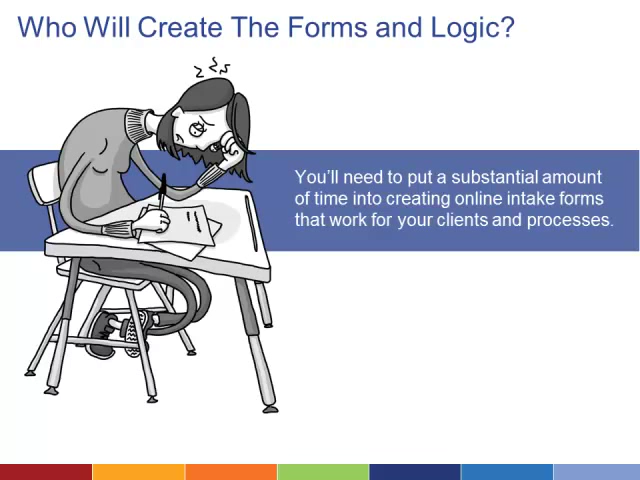 Who Will Create The Forms and Logic?
You’ll need to put a substantial amount
of time into creating online intake forms
that work for your clients and processes.